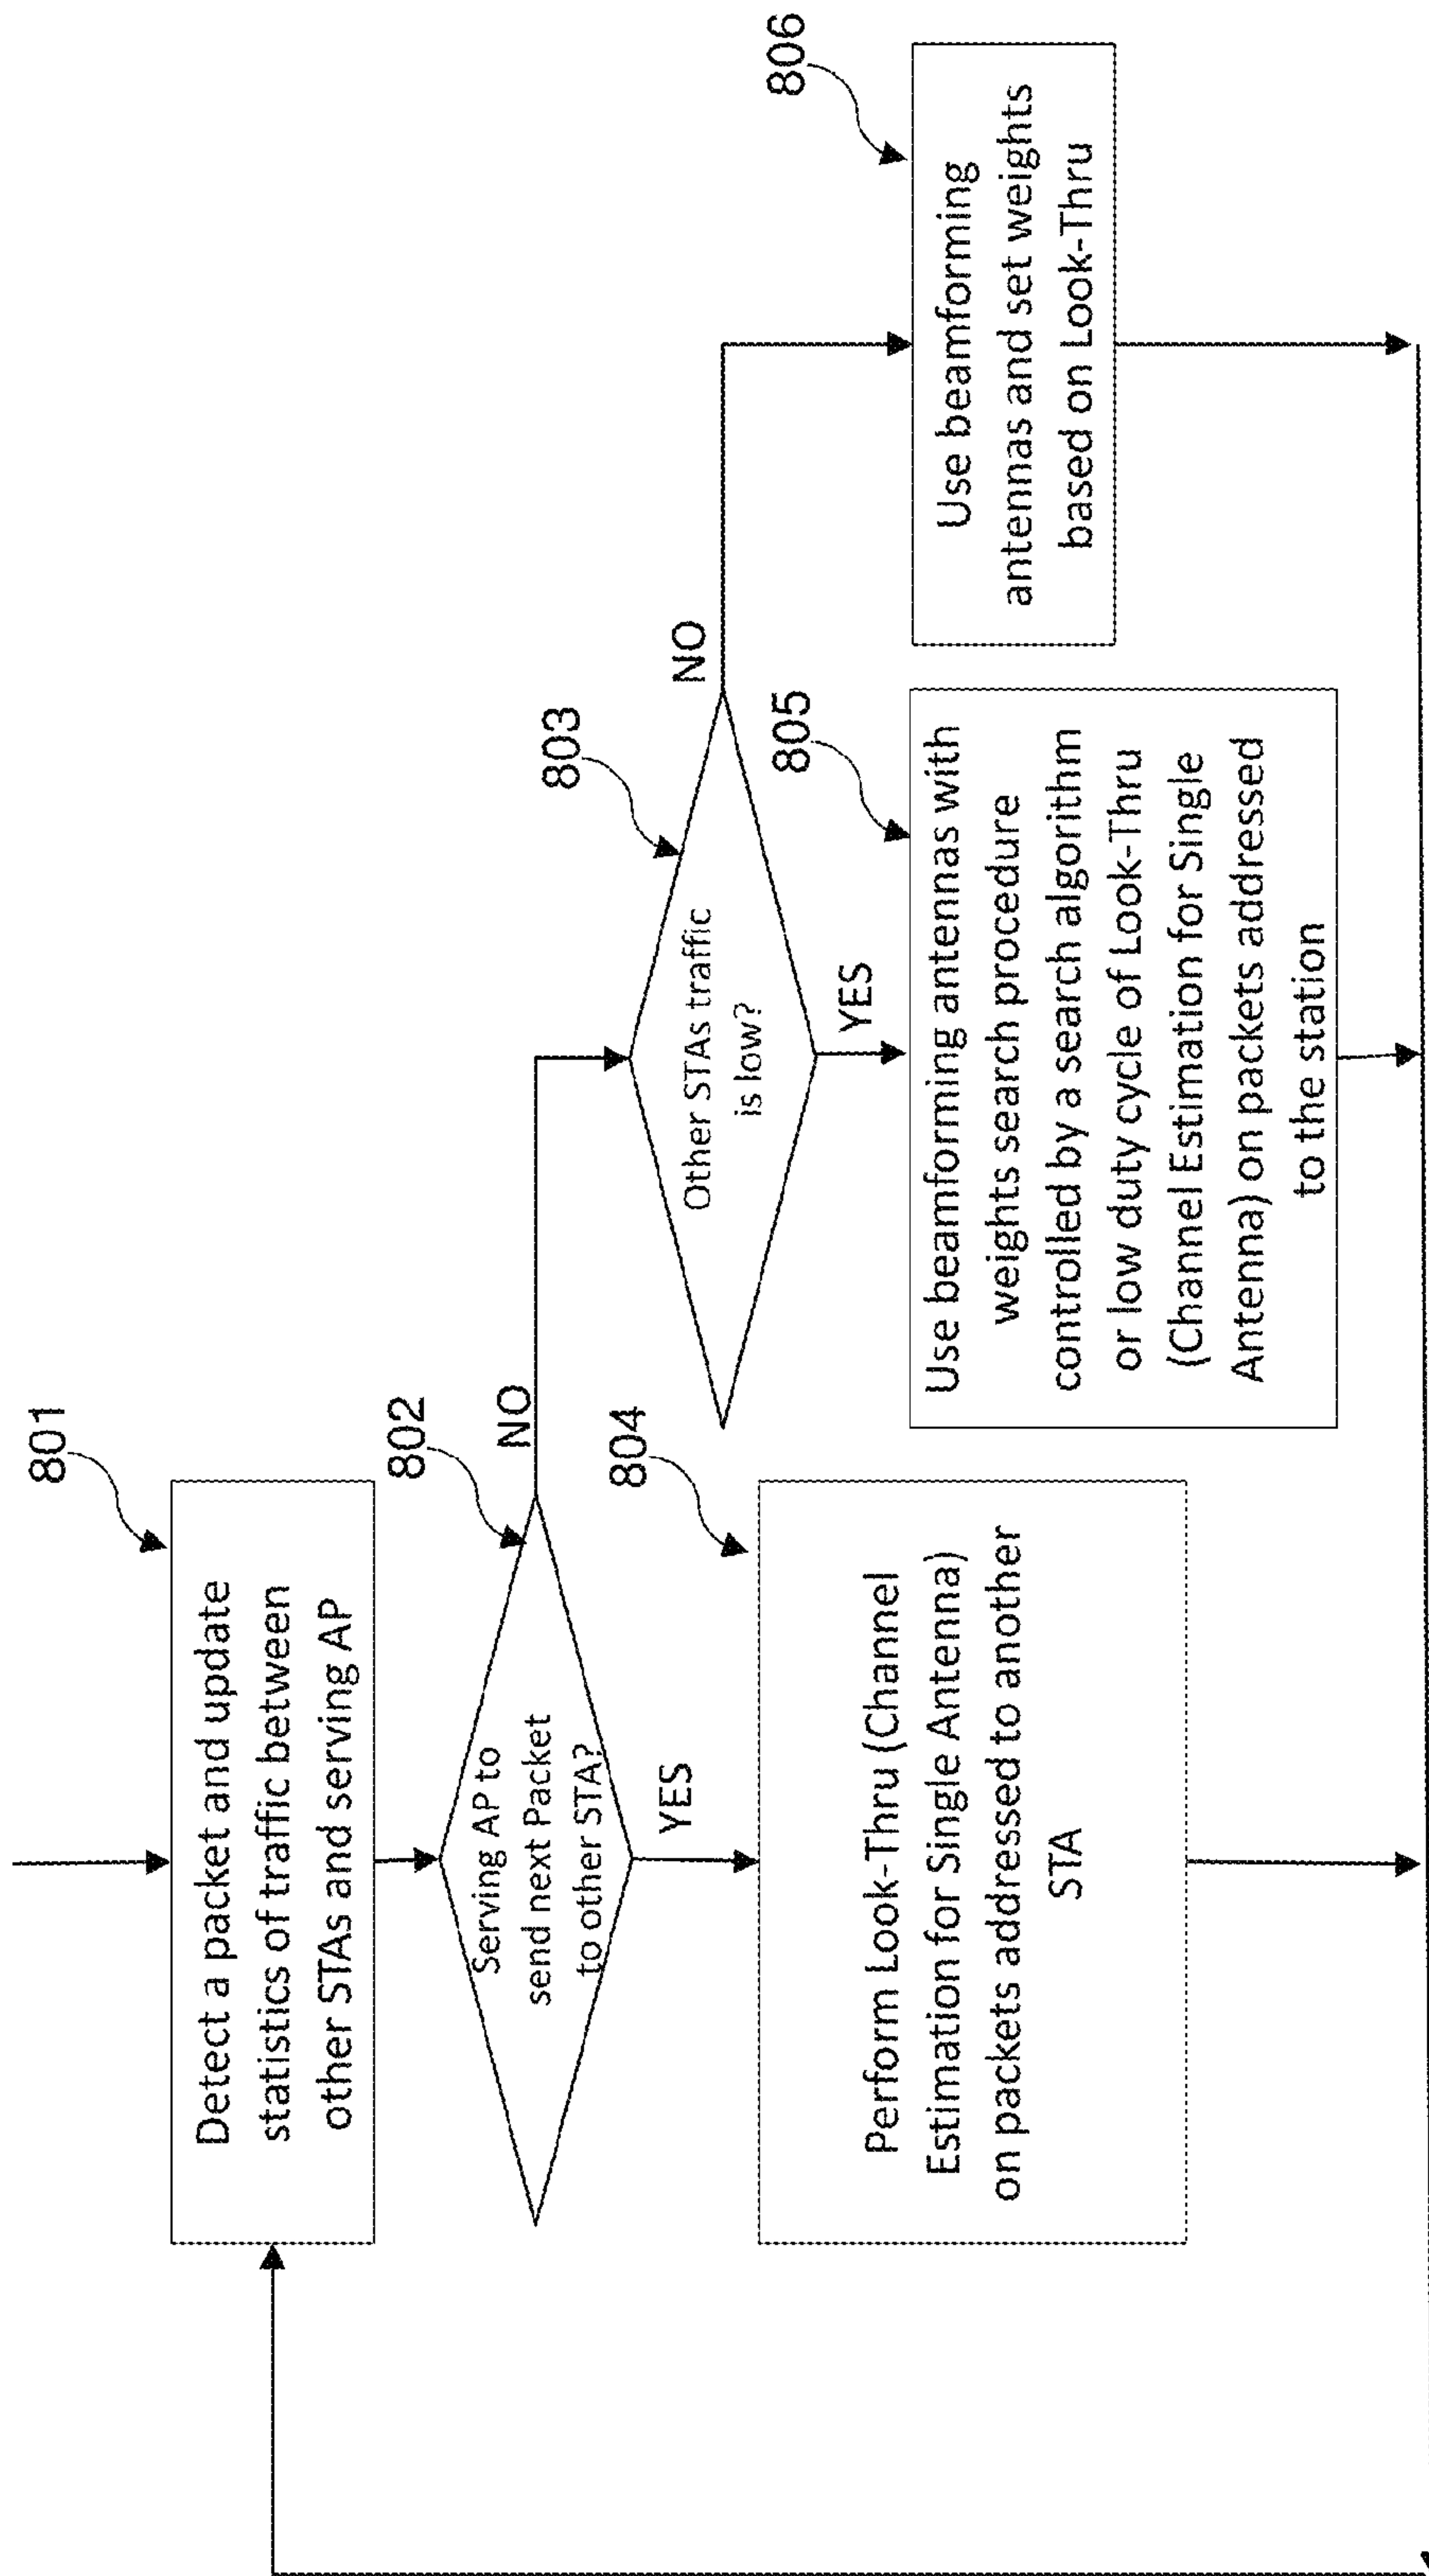 801
Detect a packet and update
statistics of traffic between
other STAs and serving AP
802
Serving AP to
send next Packet
to other STA?
NO
YES
803
Other STAs traffic
is low?
NO
YES
804
Perform Look-Thru (Channel
Estimation for Single Antenna)
on packets addressed to another
STA
805
Use beamforming antennas with
weights search procedure
controlled by a search algorithm
or low duty cycle of Look-Thru
(Channel Estimation for Single
Antenna) on packets addressed
to the station
806
Use beamforming
antennas and set weights
based on Look-Thru